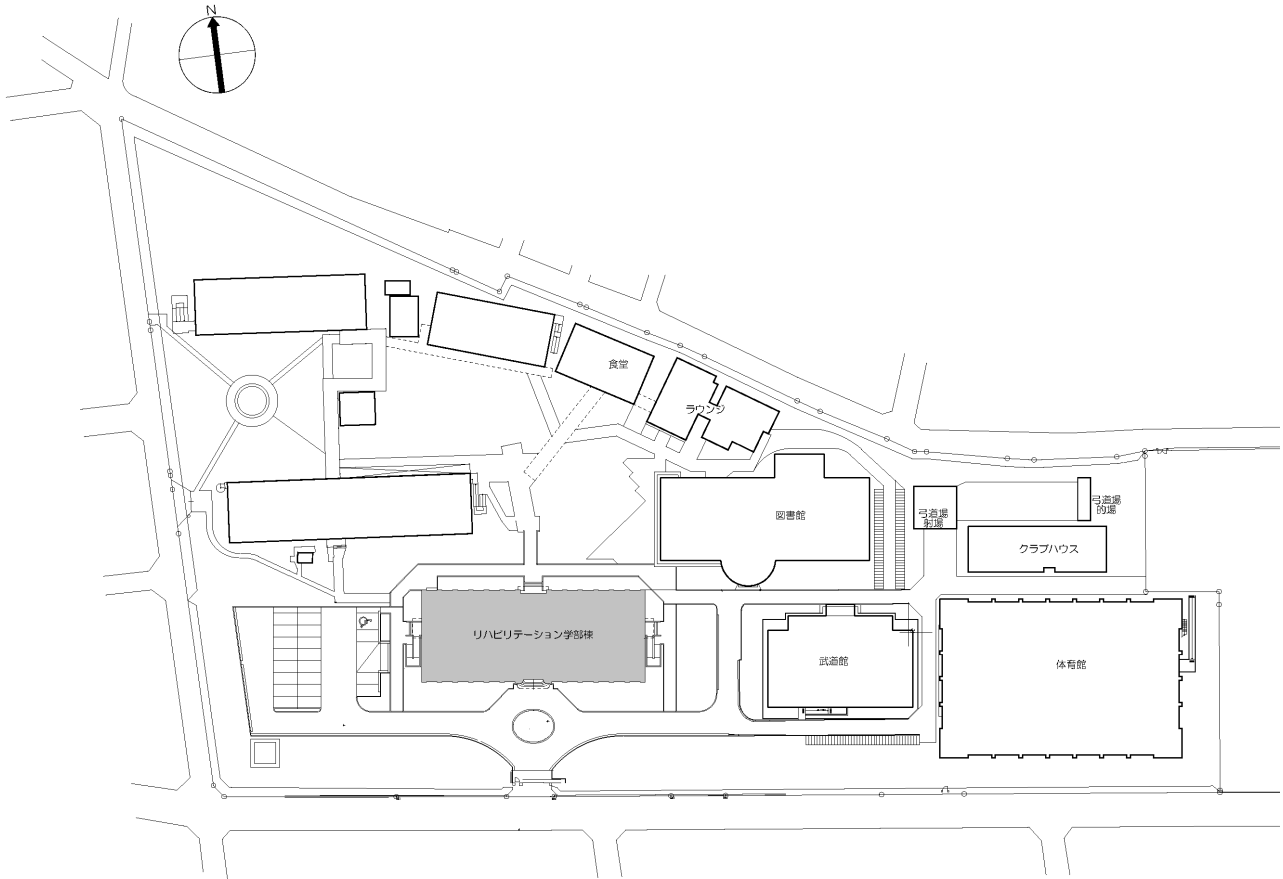 N
食堂
ラウンジ
図書館
弓道場
射場
弓道場
的場
クラブハウス
リハビリテーション学部棟
武道館
体育館